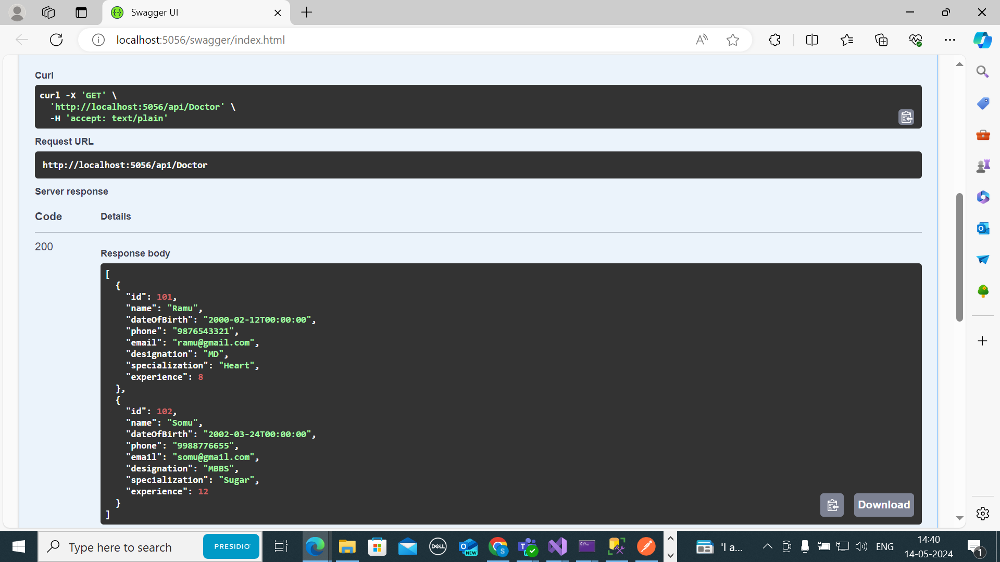 Swagger UI
localhost:5056/swagger/index.html
Curl
curl -X 'GET' \
'http://localhost:5056/api/Doctor' \
-H 'accept: text/plain'
Request URL
http://localhost:5056/api/Doctor
Server response
Code Details
200
Response body
[
{
"id": 101,
"name": "Ramu",
"dateOfBirth": "2000-02-12T00:00:00",
"phone": "9876543321",
"email": "ramu@gmail.com",
"designation": "MD",
"specialization": "Heart",
"experience": 8
},
{
"id": 102,
"name": "Somu",
"dateOfBirth": "2002-03-24T00:00:00",
"phone": "9988776655",
"email": "somu@gmail.com",
"designation": "MBBS",
"specialization": "Sugar",
"experience": 12
}
]
Download
Type here to search
PRESIDIO
DELL
NEW
S
T
'I a...
ENG
14:40
14-05-2024
1